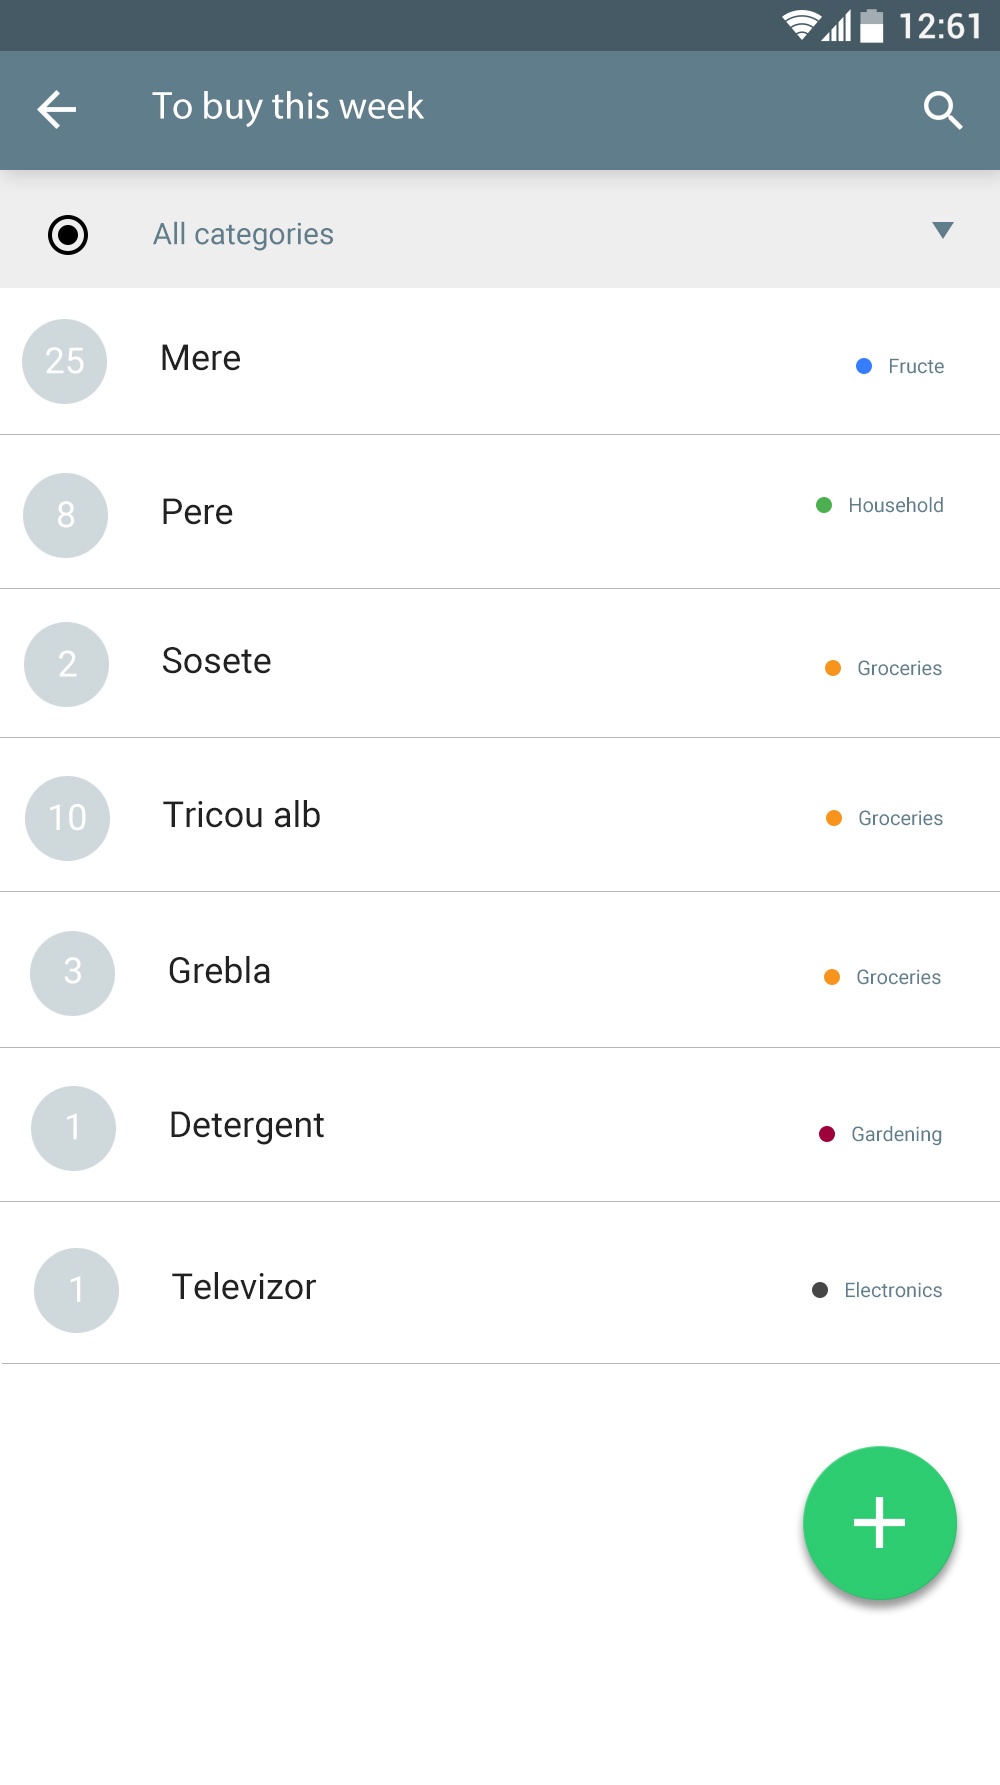 12:61
To buy this week
All categories
25 Mere Fructe
8 Pere Household
2 Sosete Groceries
10 Tricou alb Groceries
3 Grebla Groceries
1 Detergent Gardening
1 Televizor Electronics